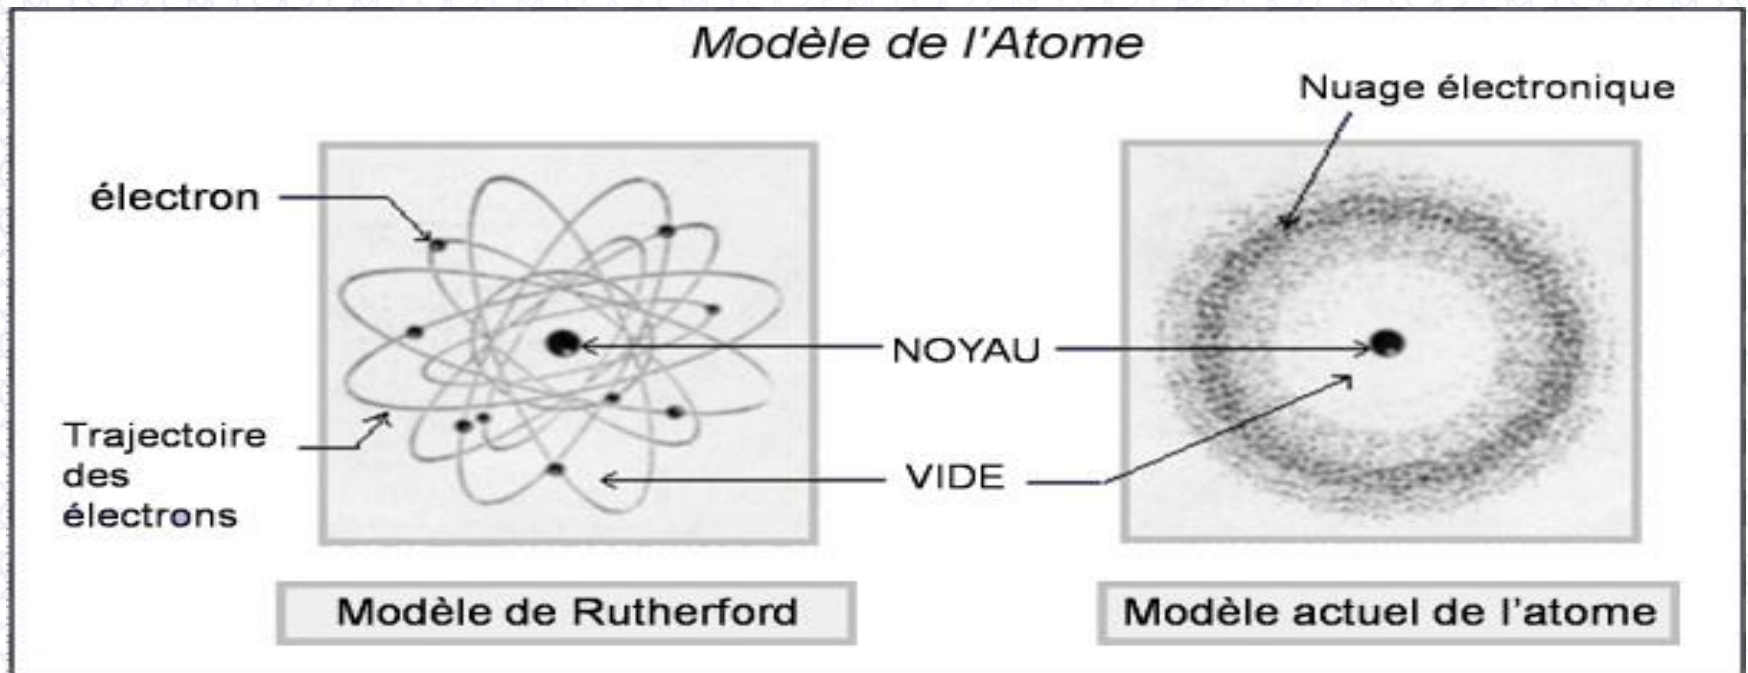 Modèle de l'Atome
Nuage électronique
électron
NOYAU
Trajectoire
des
électrons
VIDE
Modèle de Rutherford
Modèle actuel de l'atome